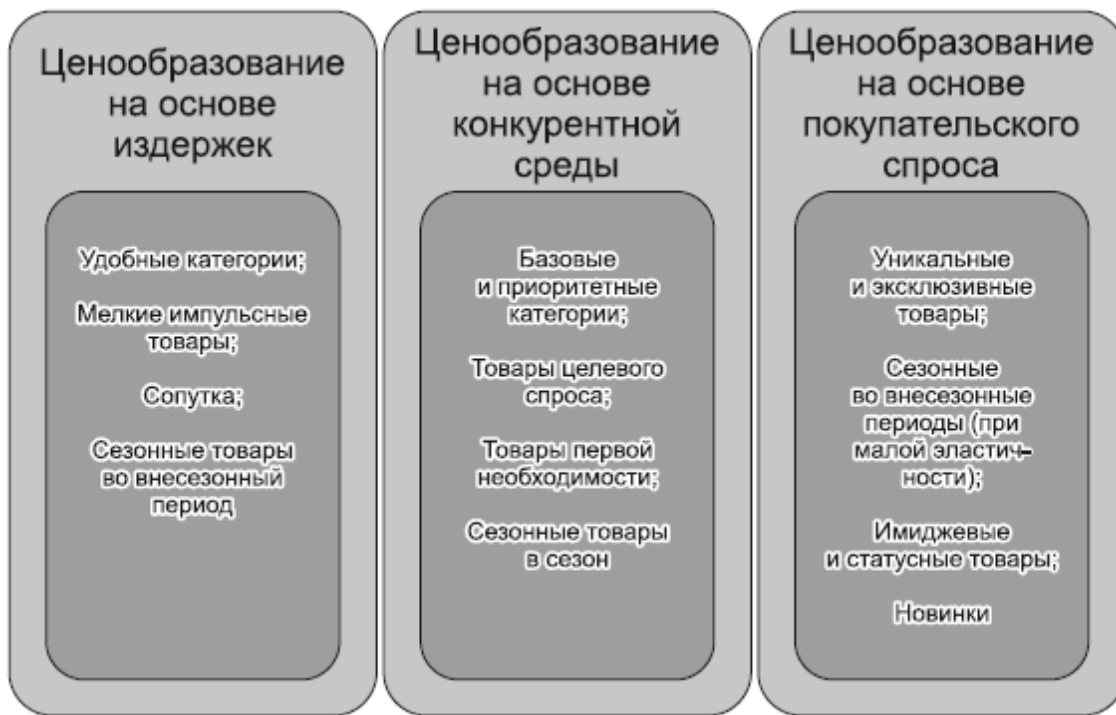 Ценообразование
на основе
издержек
Удобные категории;
Мелкие импульсные
товары;
Сопутка;
Сезонные товары
во внесезонный
период
Ценообразование
на основе
конкурентной
среды
Базовые
и приоритетные
категории;
Товары целевого
спроса;
Товары первой
необходимости;
Сезонные товары
в сезон
Ценообразование
на основе
покупательского
спроса
Уникальные
и эксклюзивные
товары;
Сезонные
во внесезонные
периоды (при
малой эластич–
ности);
Имиджевые
и статусные товары;
Новинки